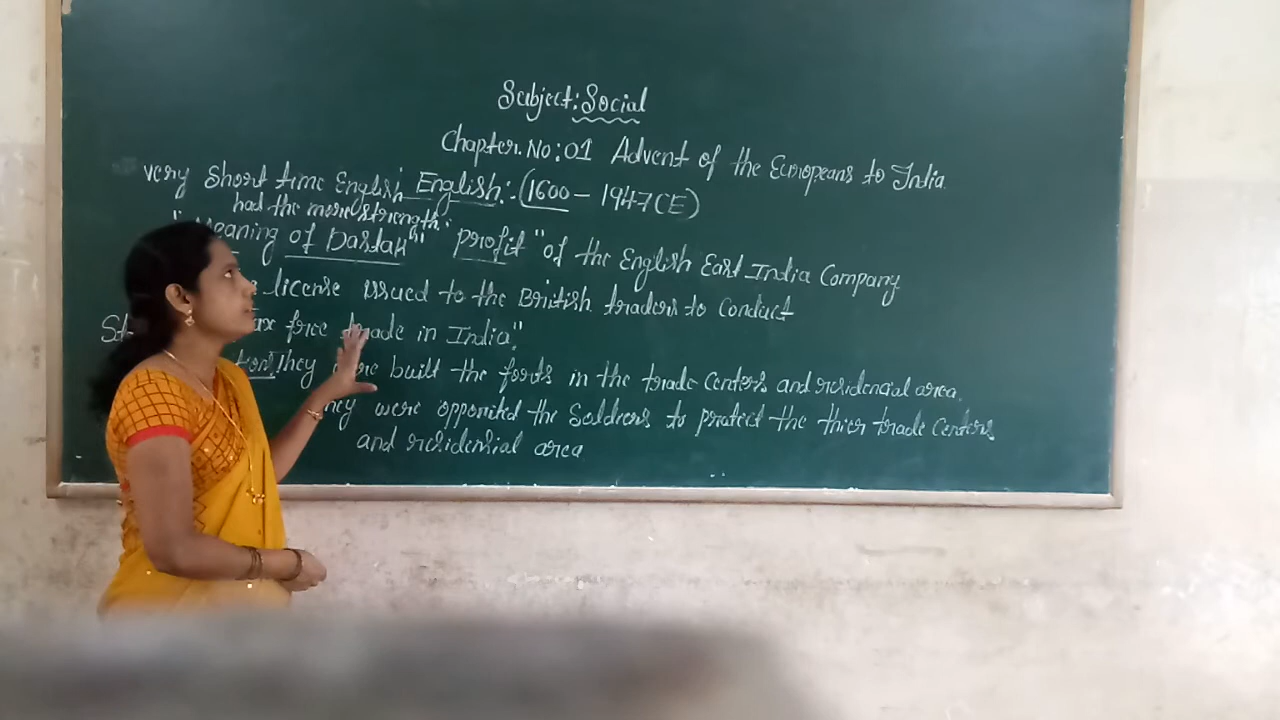 Subject: Social
Chapter. No: 01 Advent of the Europeans to India
very short time English English:- (1600 - 1947 CE)
had the more strength
meaning of Dastak" "profit" of the English East India Company
license issued to the British traders to conduct
free trade in India"
They were built the forts in the trade centers and residencial area.
were oppointed the Soldiers to protect the thier trade centers
and residensial area